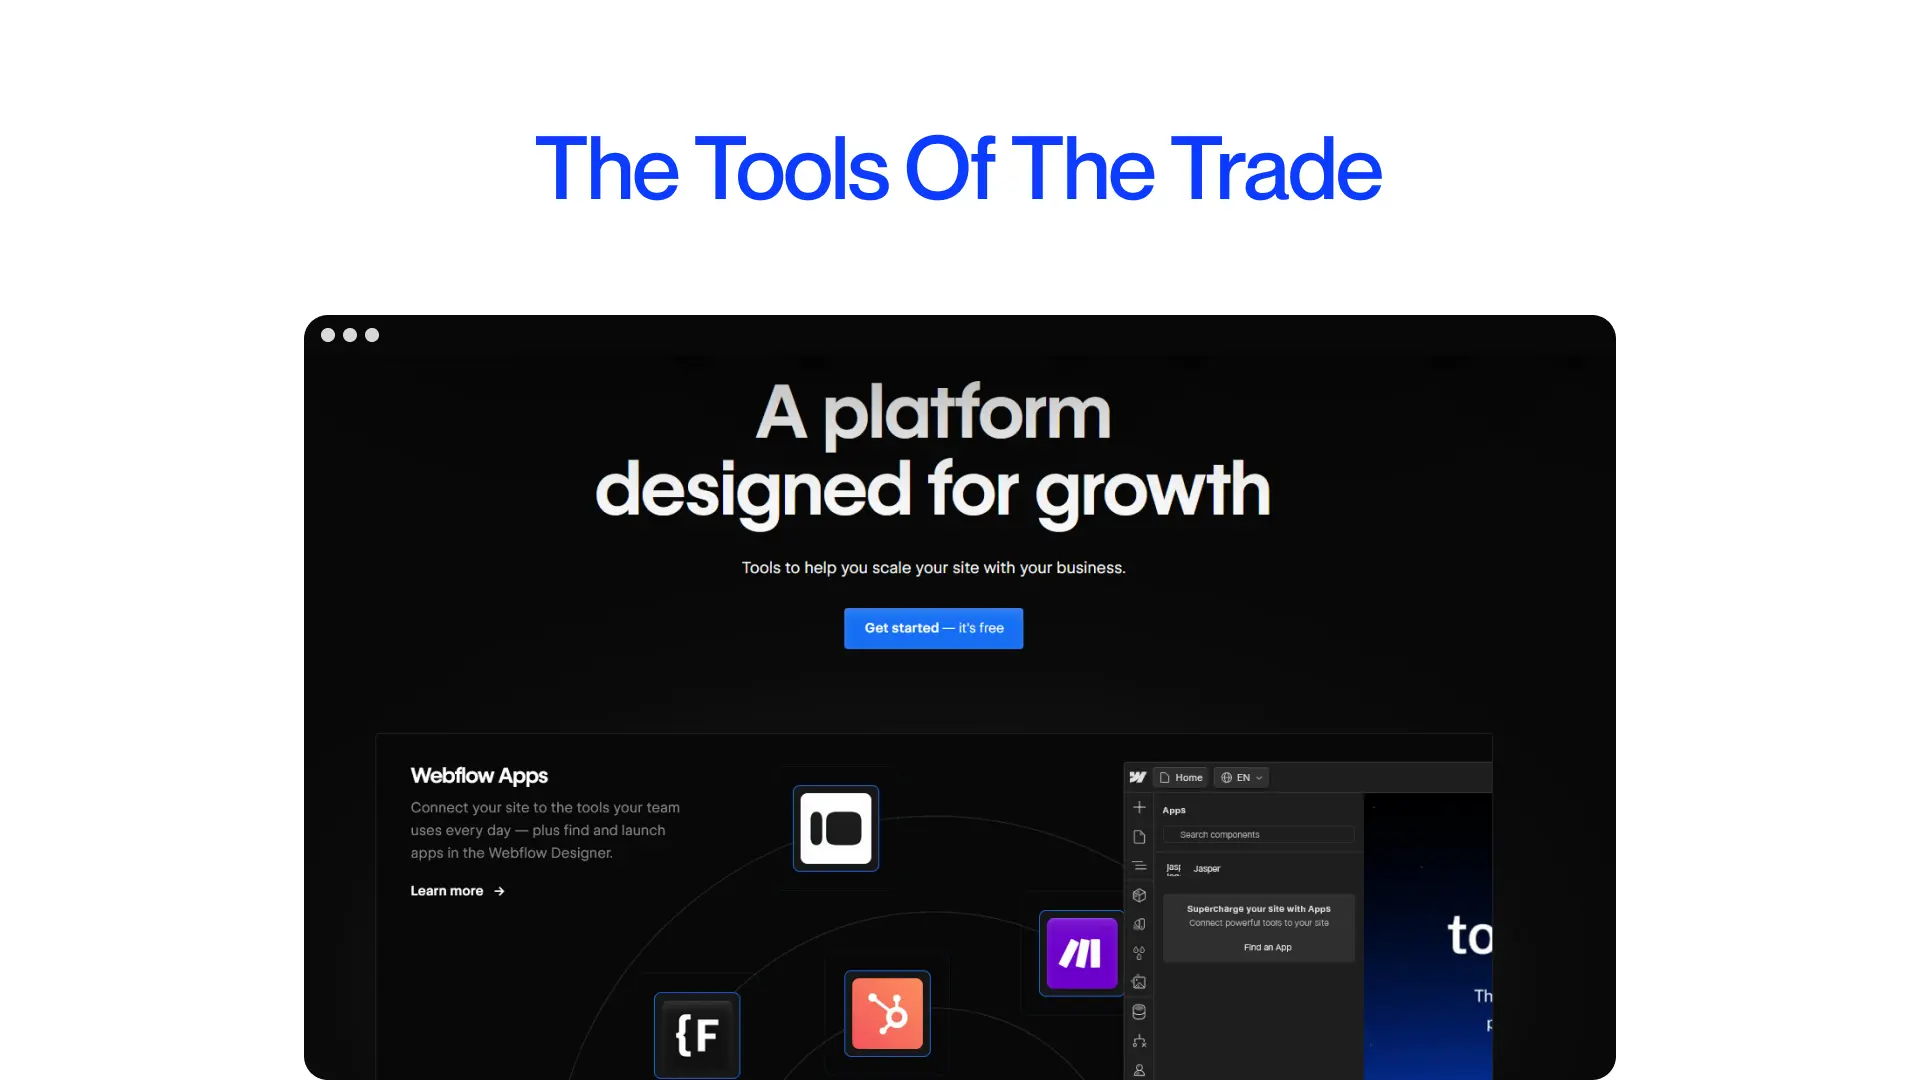 The Tools Of The Trade
A platform
designed for growth
Tools to help you scale your site with your business.
Get started — it's free
Webflow Apps
Connect your site to the tools your team
uses every day — plus find and launch
apps in the Webflow Designer.
Learn more →
{F
Home
EN
Apps
Search components
Jasper
Supercharge your site with Apps
Connect powerful tools to your site
Find an App
to
Th